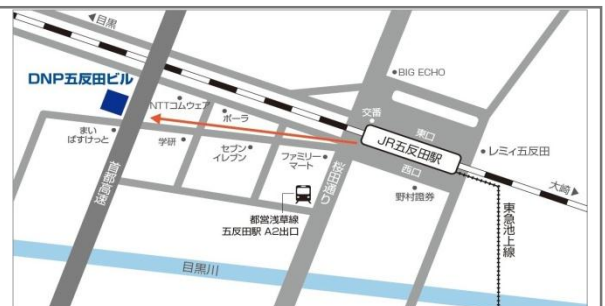 ◀目黒
DNP五反田ビル
NTTコムウェア
ポーラ
BIG ECHO
交番
東口
JR五反田駅
西口
レミィ五反田
大崎▶
まい
ばすけっと
学研
セブン
イレブン
ファミリー
マート
桜田通り
野村證券
首都高速
都営浅草線
五反田駅 A2出口
東急池上線
目黒川